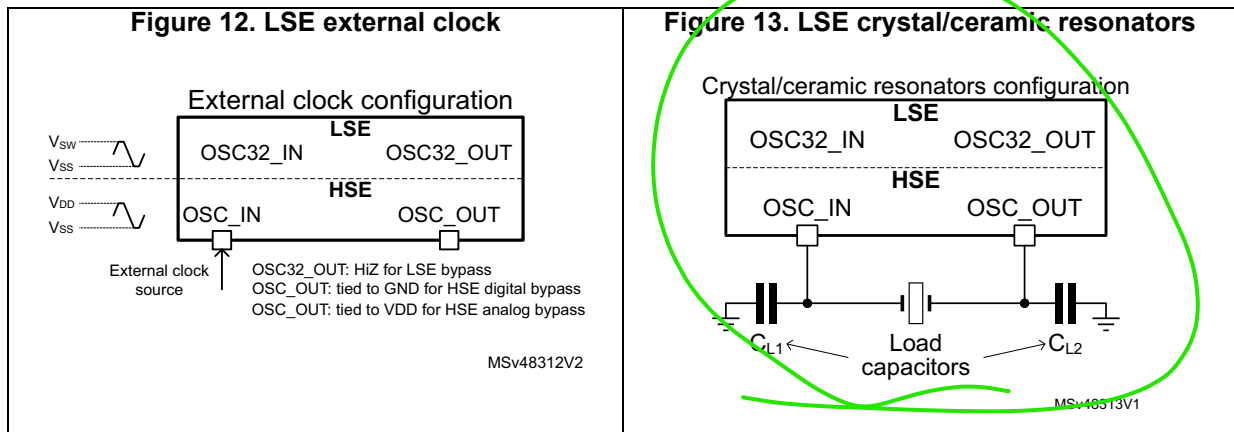 Figure 12. LSE external clock
External clock configuration
LSE
VSW
VSS
OSC32_IN OSC32_OUT
HSE
VDD
VSS
OSC_IN OSC_OUT
External clock
source
OSC32_OUT: HiZ for LSE bypass
OSC_OUT: tied to GND for HSE digital bypass
OSC_OUT: tied to VDD for HSE analog bypass
MSv48312V2
Figure 13. LSE crystal/ceramic resonators
Crystal/ceramic resonators configuration
LSE
OSC32_IN OSC32_OUT
HSE
OSC_IN OSC_OUT
CL1 Load CL2
capacitors
MSv48313V1